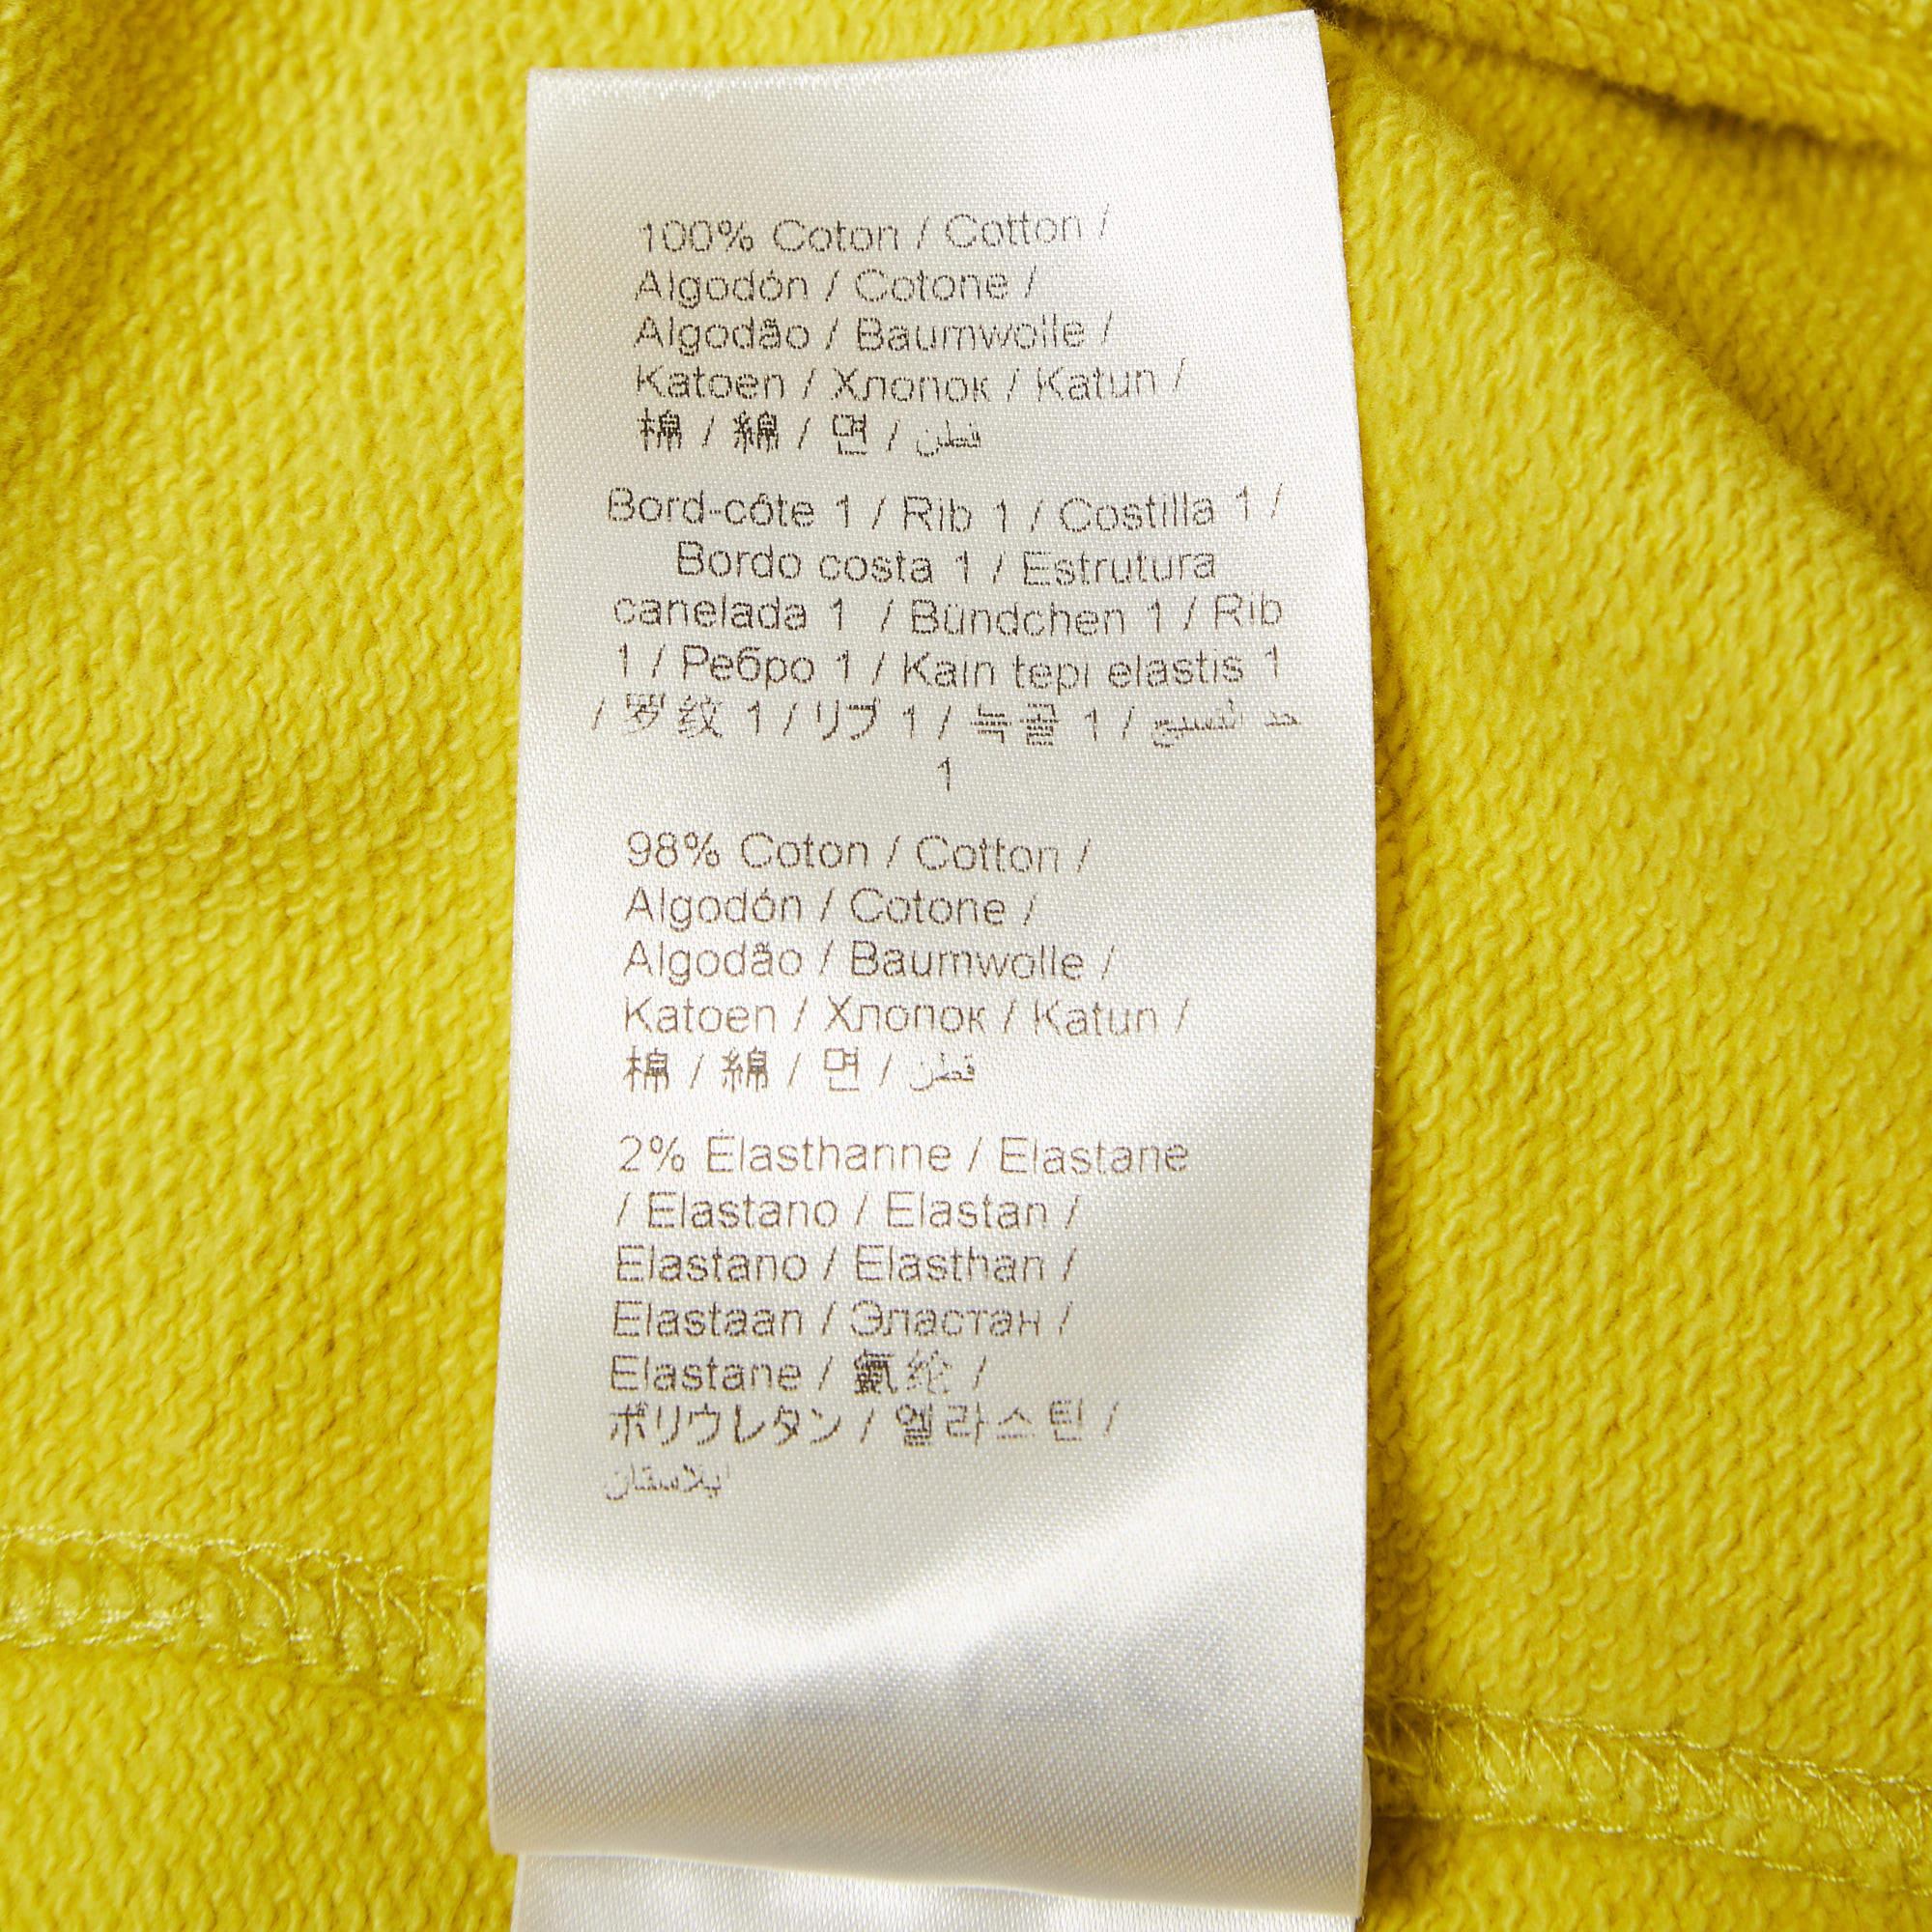 100% Coton / Cotton /
Algodón / Cotone /
Algodão / Baumwolle /
Katoen / Хлопок / Katun /
棉 / 綿 / 면 / قطن
Bord-côte 1 / Rib 1 / Costilla 1 /
Bordo costa 1 / Estrutura
canelada 1 / Bündchen 1 / Rib
1 / Ребро 1 / Kain tepi elastis 1
/ 罗纹 1 / リブ 1 / 늑골 1 / حد النسيج
1
98% Coton / Cotton /
Algodón / Cotone /
Algodão / Baumwolle /
Katoen / Хлопок / Katun /
棉 / 綿 / 면 / قطن
2% Élasthanne / Elastane
/ Elastano / Elastan /
Elastano / Elasthan /
Elastaan / Эластан /
Elastane / 氨纶 /
ポリウレタン / 엘라스틴 /
إيلاستان